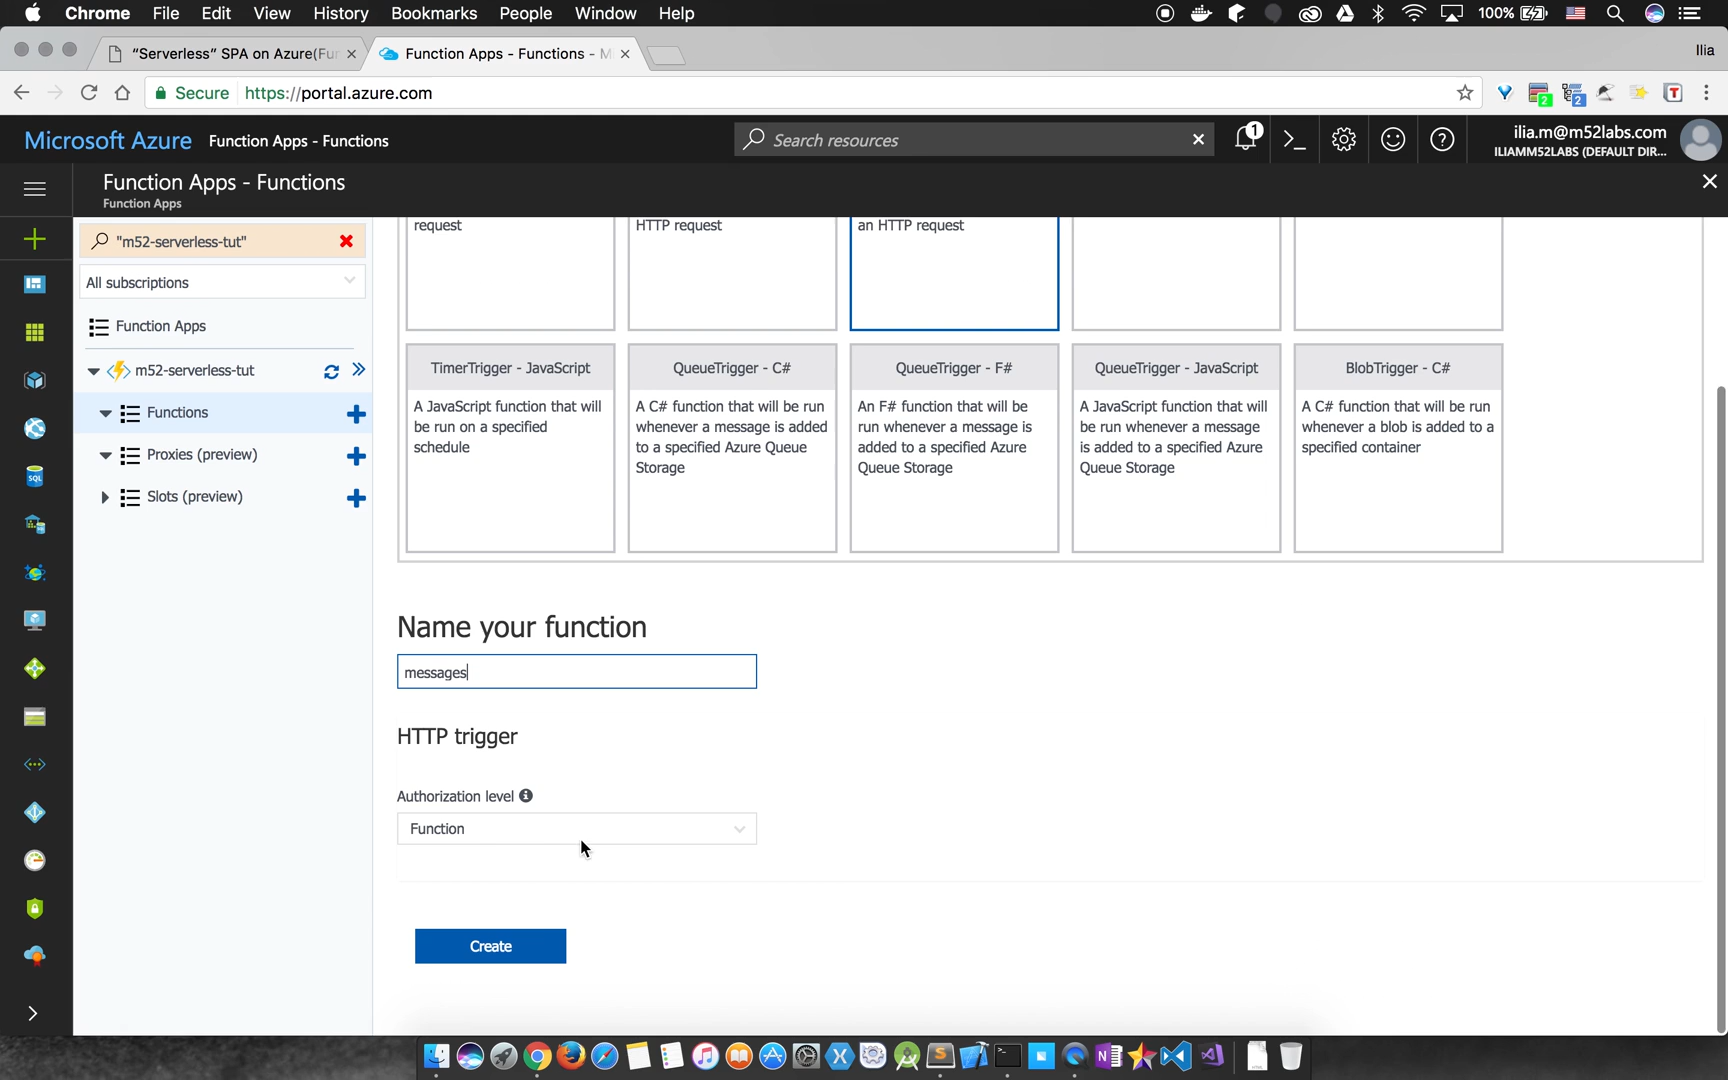 Chrome File Edit View History Bookmarks People Window Help 100%
"Serverless" SPA on Azure(Fu
Function Apps - Functions - M
Ilia
Secure https://portal.azure.com
2
2
T
Microsoft Azure Function Apps - Functions
Search resources
1
ilia.m@m52labs.com
ILIAMM52LABS (DEFAULT DIR...
Function Apps - Functions
Function Apps
"m52-serverless-tut"
All subscriptions
Function Apps
m52-serverless-tut
Functions
Proxies (preview)
Slots (preview)
SQL
request
HTTP request
an HTTP request
TimerTrigger - JavaScript
A JavaScript function that will
be run on a specified
schedule
QueueTrigger - C#
A C# function that will be run
whenever a message is added
to a specified Azure Queue
Storage
QueueTrigger - F#
An F# function that will be
run whenever a message is
added to a specified Azure
Queue Storage
QueueTrigger - JavaScript
A JavaScript function that will
be run whenever a message
is added to a specified Azure
Queue Storage
BlobTrigger - C#
A C# function that will be run
whenever a blob is added to a
specified container
Name your function
messages
HTTP trigger
Authorization level
Function
Create